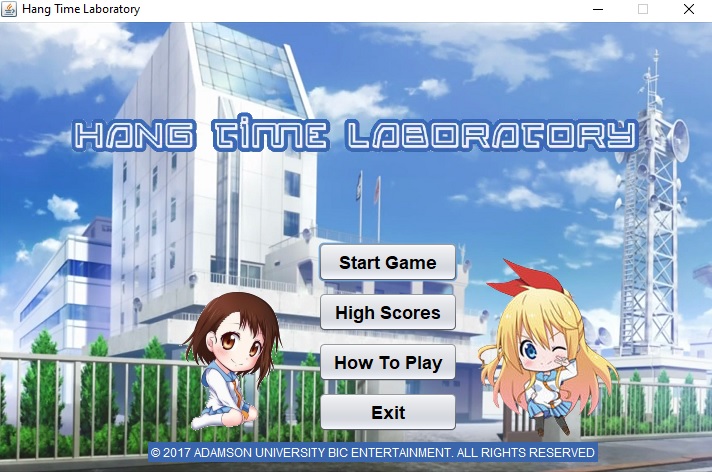 Hang Time Laboratory
HANG TIME LABORATORY
Start Game
High Scores
How To Play
Exit
© 2017 ADAMSON UNIVERSITY BIC ENTERTAINMENT. ALL RIGHTS RESERVED